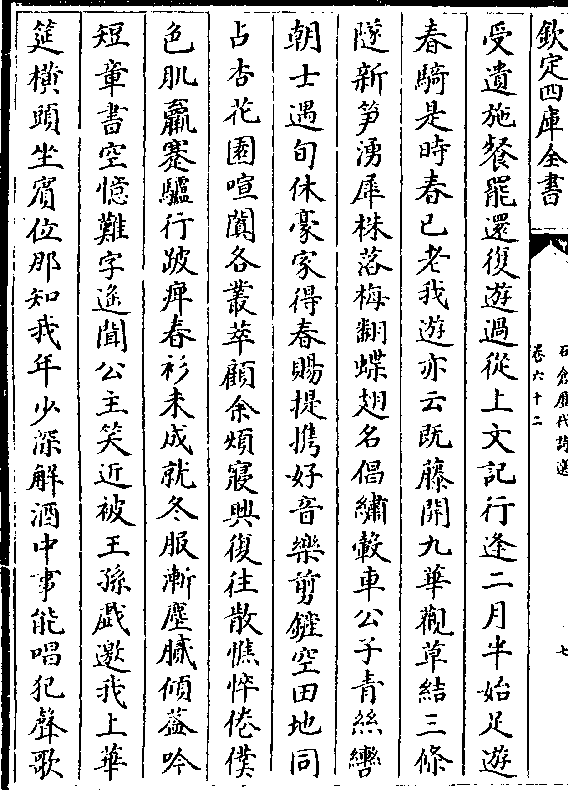 欽定四庫全書
石倉歷代詩選
卷六十二
七
受遺施餐罷還復遊過從上文記行逢二月半始足遊
春騎是時春已老我遊亦云既藤開九華觀草結三條
隧新笋湧犀株落梅翻蝶翅名倡繡轂車公子青絲轡
朝士遇旬休豪家得春賜提携好音樂剪鏟空田地同
占杏花園喧闐各叢萃顧余煩寢興復往散憔悴倦僕
色肌羸蹇驢行跛痺春衫未成就冬服漸塵膩傾葢吟
短章書空憶難字遥聞公主笑近被王孫戯邀我上華
筵横頭坐賓位那知我年少深解酒中事能唱犯聲歌